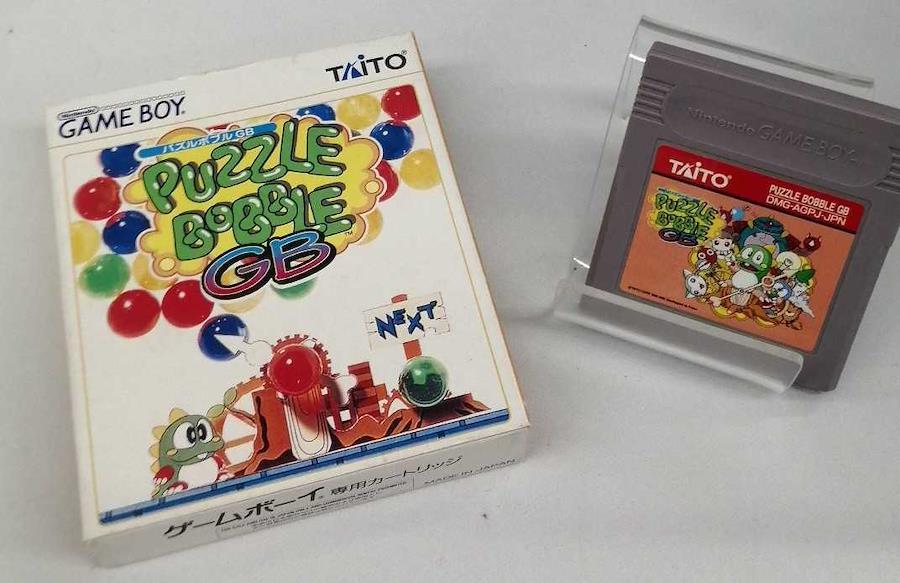 Nintendo
GAME BOY
TAITO®
パズルボブル GB
PUZZLE
BOBBLE
GB™
NEXT
ゲームボーイ® 専用カートリッジ
MADE IN JAPAN
Nintendo GAME BOY
TAITO®
PUZZLE BOBBLE GB
DMG-AGPJ-JPN
PUZZLE
BOBBLE
GB